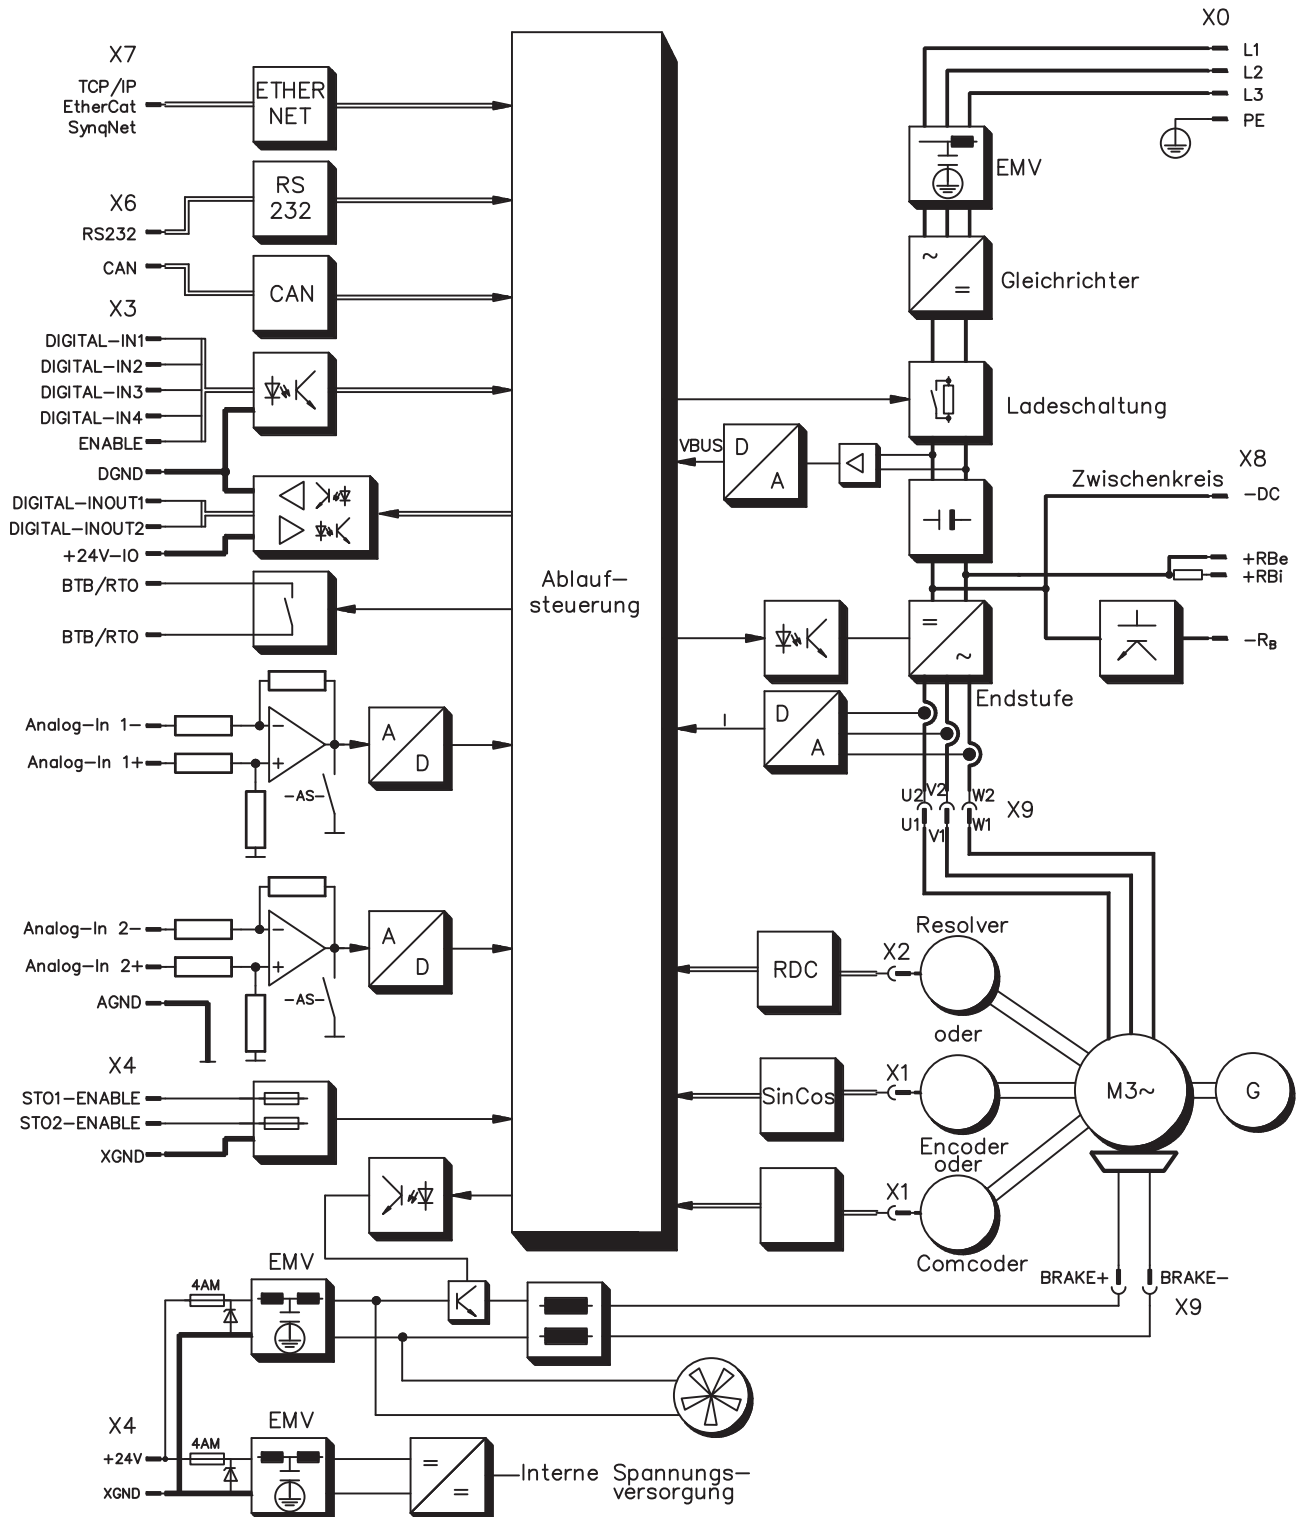 X7
TCP/IP
EtherCat
SynqNet
ETHER
NET
X6
RS232
RS
232
CAN
CAN
X3
DIGITAL-IN1
DIGITAL-IN2
DIGITAL-IN3
DIGITAL-IN4
ENABLE
DGND
DIGITAL-INOUT1
DIGITAL-INOUT2
+24V-IO
BTB/RTO
BTB/RTO
Analog-In 1-
Analog-In 1+
-
+
-AS-
A
D
Analog-In 2-
Analog-In 2+
-
+
-AS-
A
D
AGND
X4
STO1-ENABLE
STO2-ENABLE
XGND
EMV
4AM
X4
+24V
XGND
4AM
EMV
=
=
Interne Spannungs-
versorgung
Ablauf-
steuerung
X0
L1
L2
L3
PE
EMV
~
=
Gleichrichter
Ladeschaltung
VBUS
D
A
Zwischenkreis
X8
-DC
+RBe
+RBi
-RB
=
~
Endstufe
I
D
A
U2
V2
W2
X9
U1
V1
W1
RDC
X2
Resolver
oder
SinCos
X1
Encoder
oder
X1
Comcoder
M3~
G
BRAKE+
BRAKE-
X9